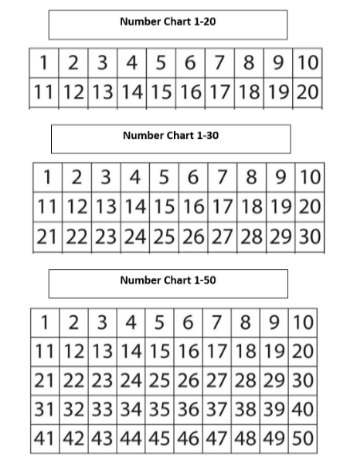 Number Chart 1-20
1 2 3 4 5 6 7 8 9 10
11 12 13 14 15 16 17 18 19 20
Number Chart 1-30
1 2 3 4 5 6 7 8 9 10
11 12 13 14 15 16 17 18 19 20
21 22 23 24 25 26 27 28 29 30
Number Chart 1-50
1 2 3 4 5 6 7 8 9 10
11 12 13 14 15 16 17 18 19 20
21 22 23 24 25 26 27 28 29 30
31 32 33 34 35 36 37 38 39 40
41 42 43 44 45 46 47 48 49 50